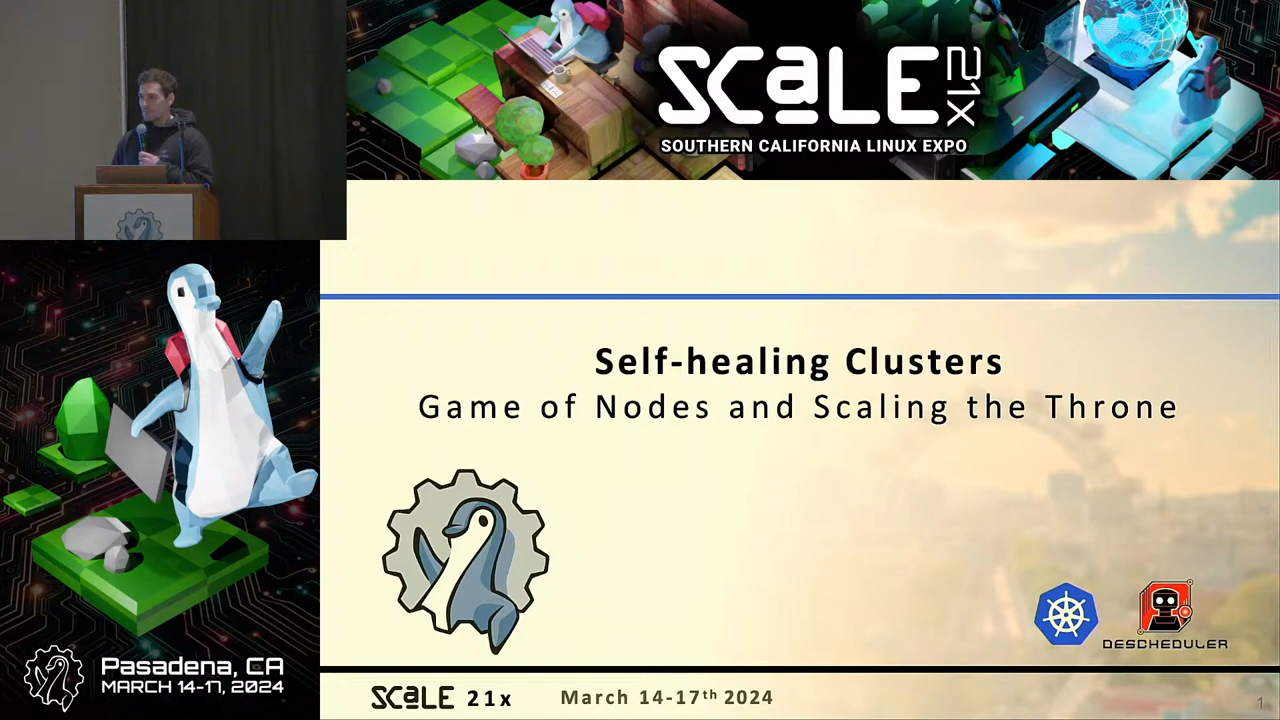 SCaLE 21x
SOUTHERN CALIFORNIA LINUX EXPO
Self-healing Clusters
Game of Nodes and Scaling the Throne
DESCHEDULER
Pasadena, CA
MARCH 14-17, 2024
SCaLE 21x
March 14-17th 2024
1